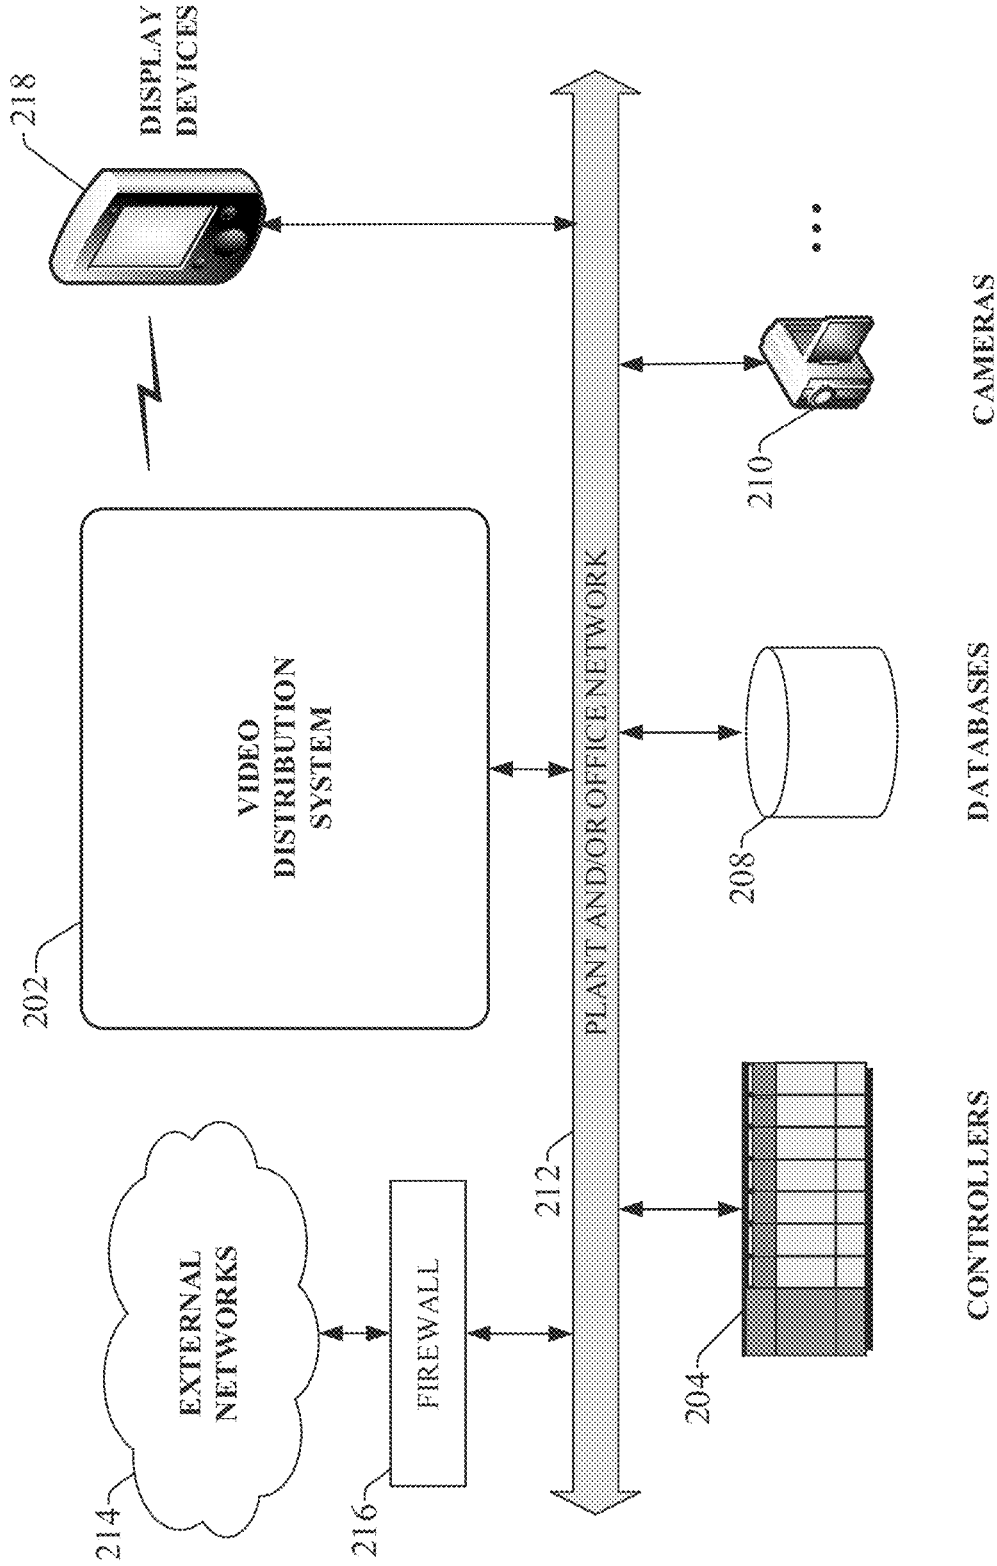 214
EXTERNAL
NETWORKS
216
FIREWALL
202
VIDEO
DISTRIBUTION
SYSTEM
218
DISPLAY
DEVICES
212
PLANT AND/OR OFFICE NETWORK
204
CONTROLLERS
208
DATABASES
210
CAMERAS